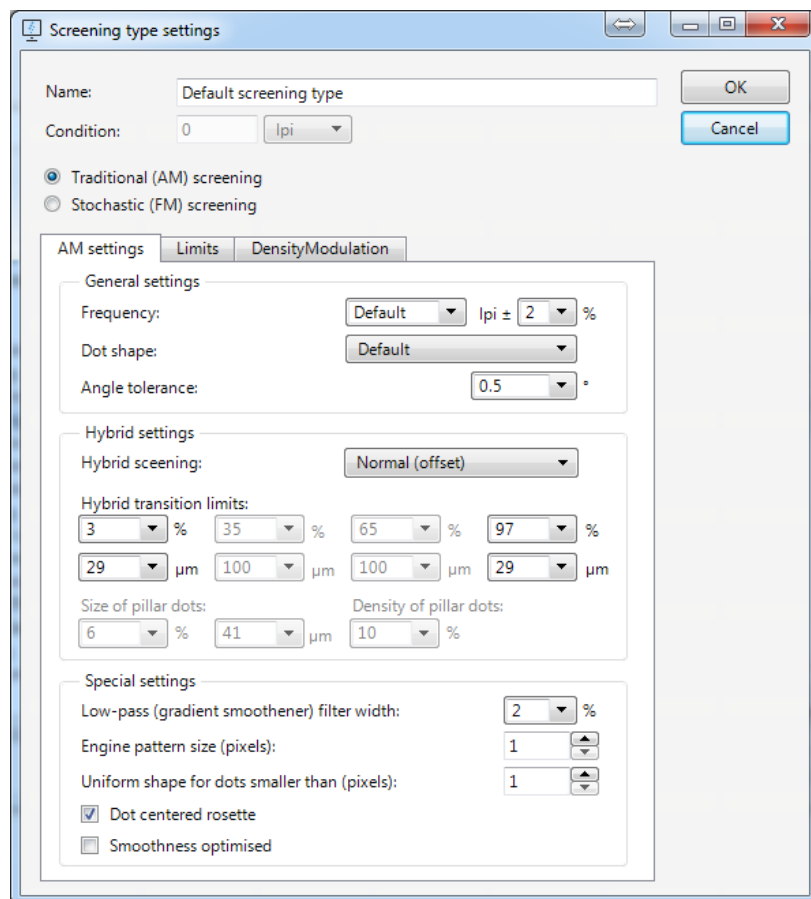 Screening type settings
Name: Default screening type OK
Condition: 0 lpi Cancel
Traditional (AM) screening
Stochastic (FM) screening
AM settings Limits DensityModulation
General settings
Frequency: Default lpi ± 2 %
Dot shape: Default
Angle tolerance: 0.5 °
Hybrid settings
Hybrid sceening: Normal (offset)
Hybrid transition limits:
3 % 35 % 65 % 97 %
29 µm 100 µm 100 µm 29 µm
Size of pillar dots: Density of pillar dots:
6 % 41 µm 10 %
Special settings
Low-pass (gradient smoothener) filter width: 2 %
Engine pattern size (pixels): 1
Uniform shape for dots smaller than (pixels): 1
Dot centered rosette
Smoothness optimised